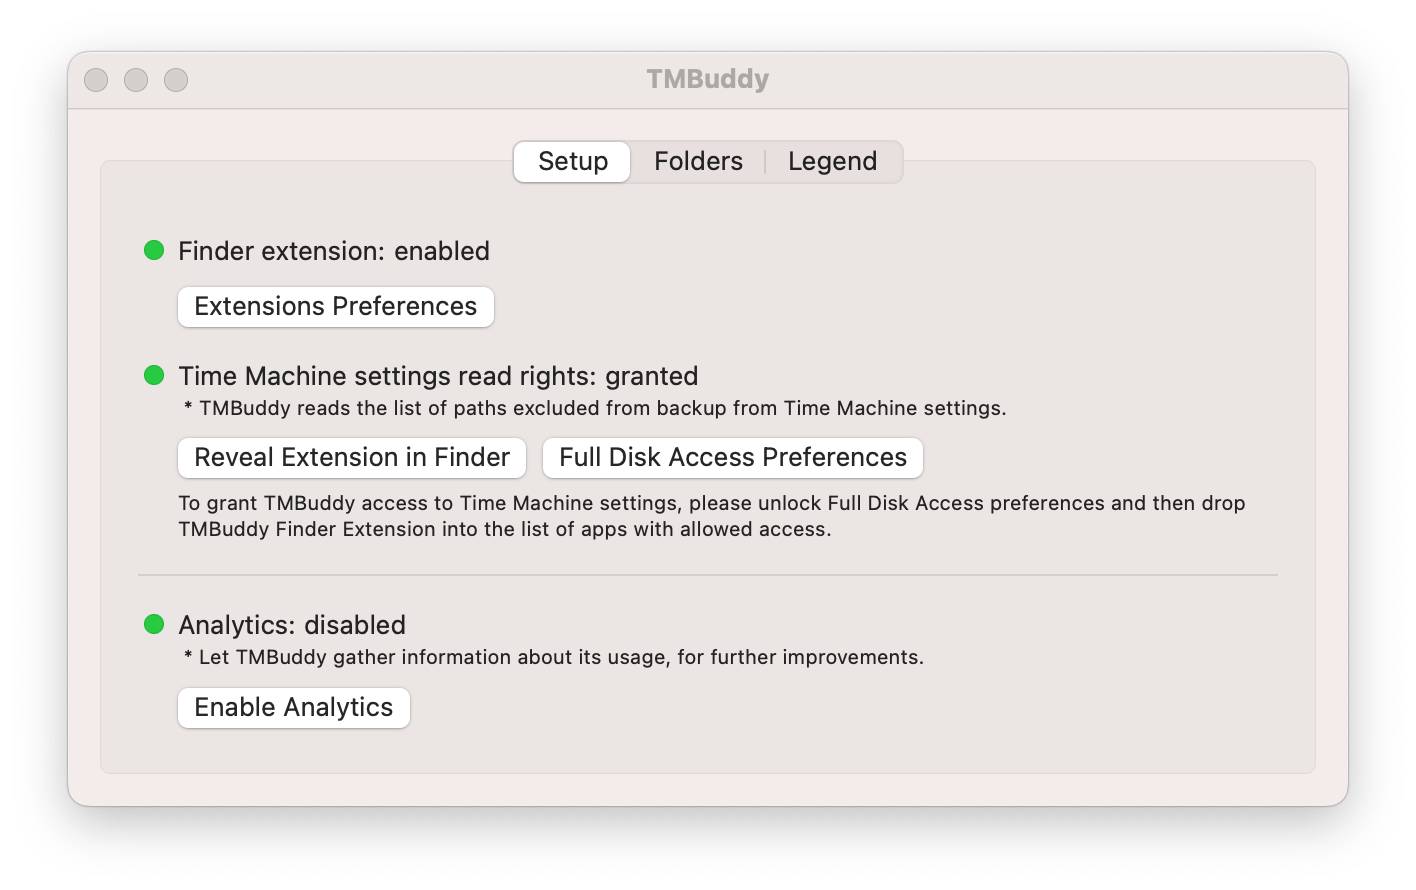 TMBuddy
Setup
Folders
Legend
Finder extension: enabled
Extensions Preferences
Time Machine settings read rights: granted
* TMBuddy reads the list of paths excluded from backup from Time Machine settings.
Reveal Extension in Finder
Full Disk Access Preferences
To grant TMBuddy access to Time Machine settings, please unlock Full Disk Access preferences and then drop
TMBuddy Finder Extension into the list of apps with allowed access.
Analytics: disabled
* Let TMBuddy gather information about its usage, for further improvements.
Enable Analytics